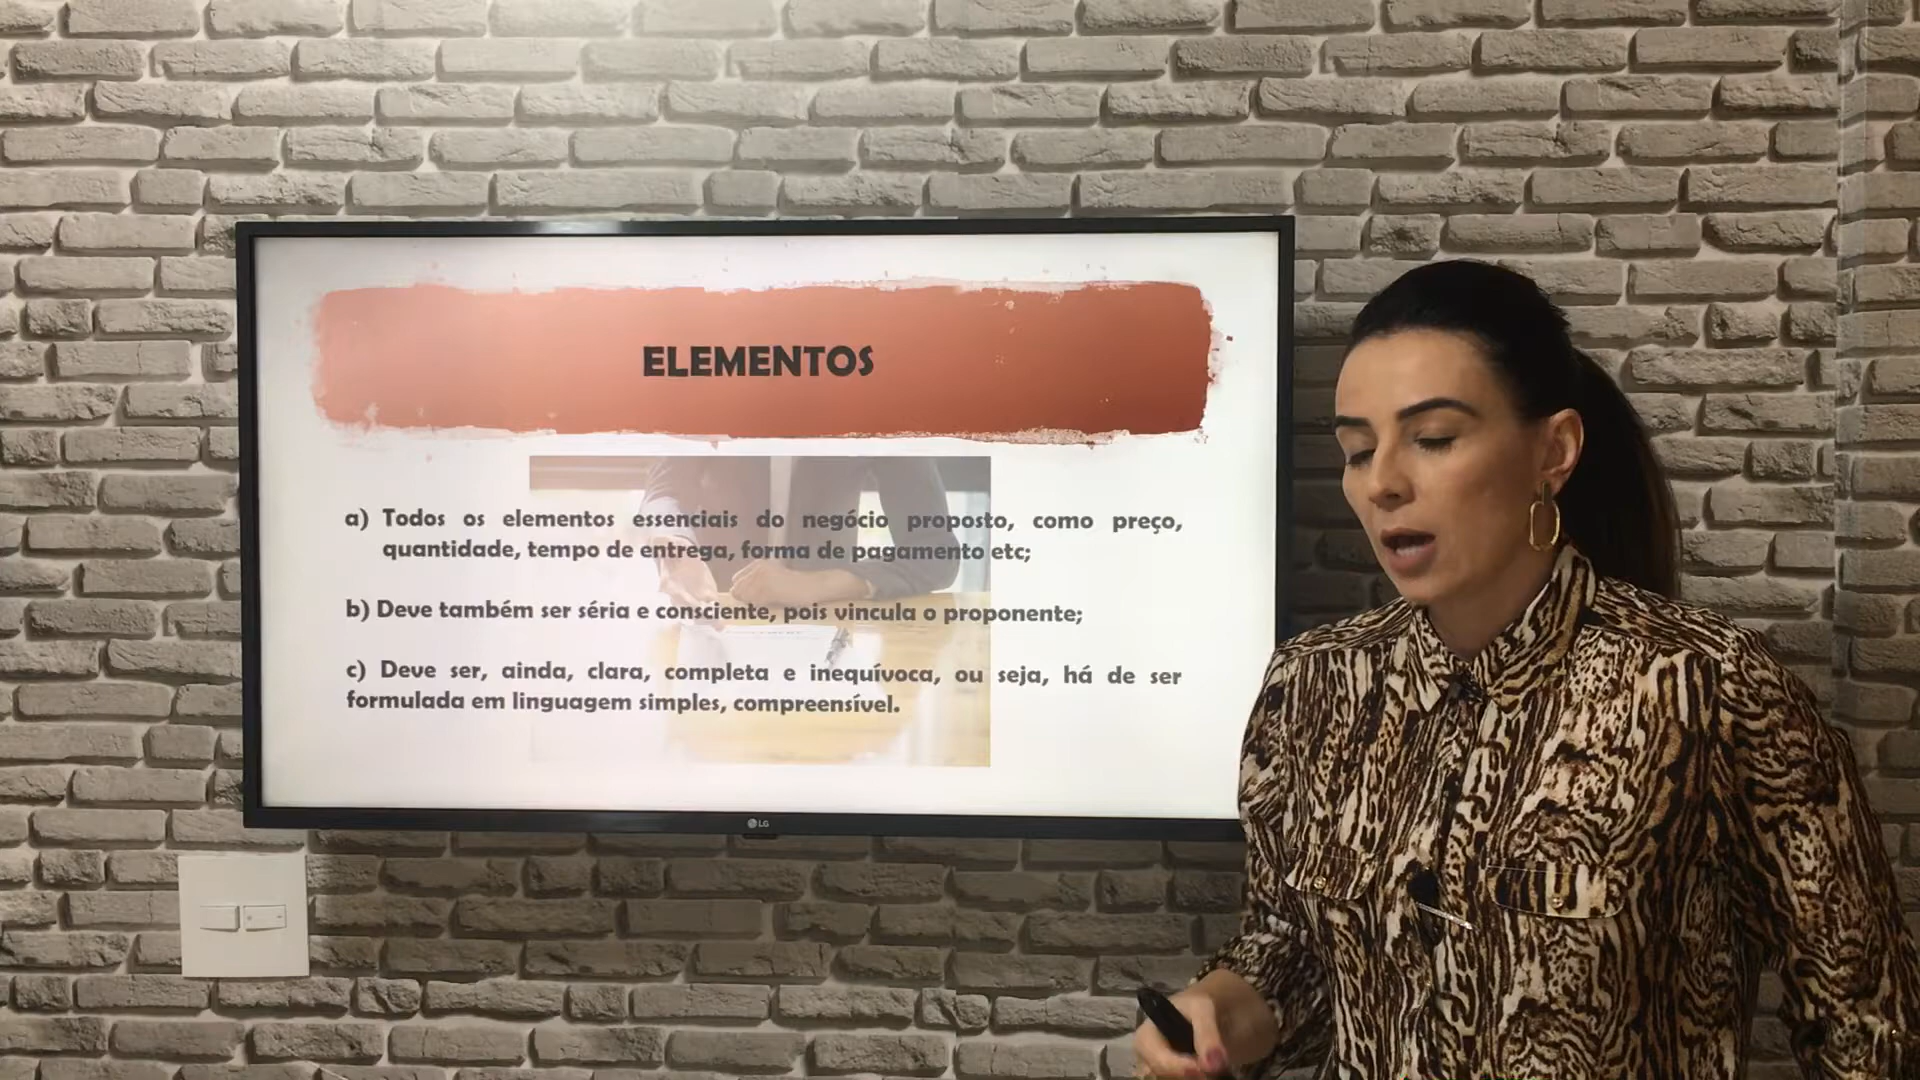 ELEMENTOS
a) Todos os elementos essenciais do negócio proposto, como preço,
quantidade, tempo de entrega, forma de pagamento etc;
b) Deve também ser séria e consciente, pois vincula o proponente;
c) Deve ser, ainda, clara, completa e inequívoca, ou seja, há de ser
formulada em linguagem simples, compreensível.
LG